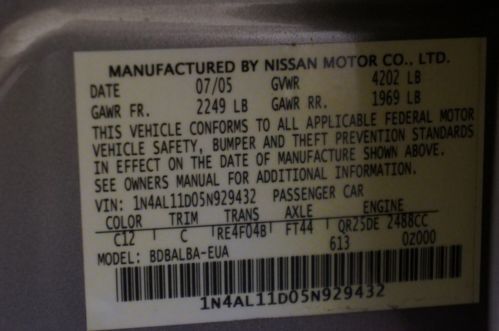 MANUFACTURED BY NISSAN MOTOR CO., LTD.
DATE 07/05 GVWR 4202 LB
GAWR FR. 2249 LB GAWR RR. 1969 LB
THIS VEHICLE CONFORMS TO ALL APPLICABLE FEDERAL MOTOR
VEHICLE SAFETY, BUMPER AND THEFT PREVENTION STANDARDS
IN EFFECT ON THE DATE OF MANUFACTURE SHOWN ABOVE.
SEE OWNERS MANUAL FOR ADDITIONAL INFORMATION.
VIN: 1N4AL11D05N929432 PASSENGER CAR
COLOR TRIM TRANS AXLE ENGINE
C12 C RE4F04B FT44 QR25DE 2488CC
MODEL: BDBALBA-EUA 613 02000
1N4AL11D05N929432